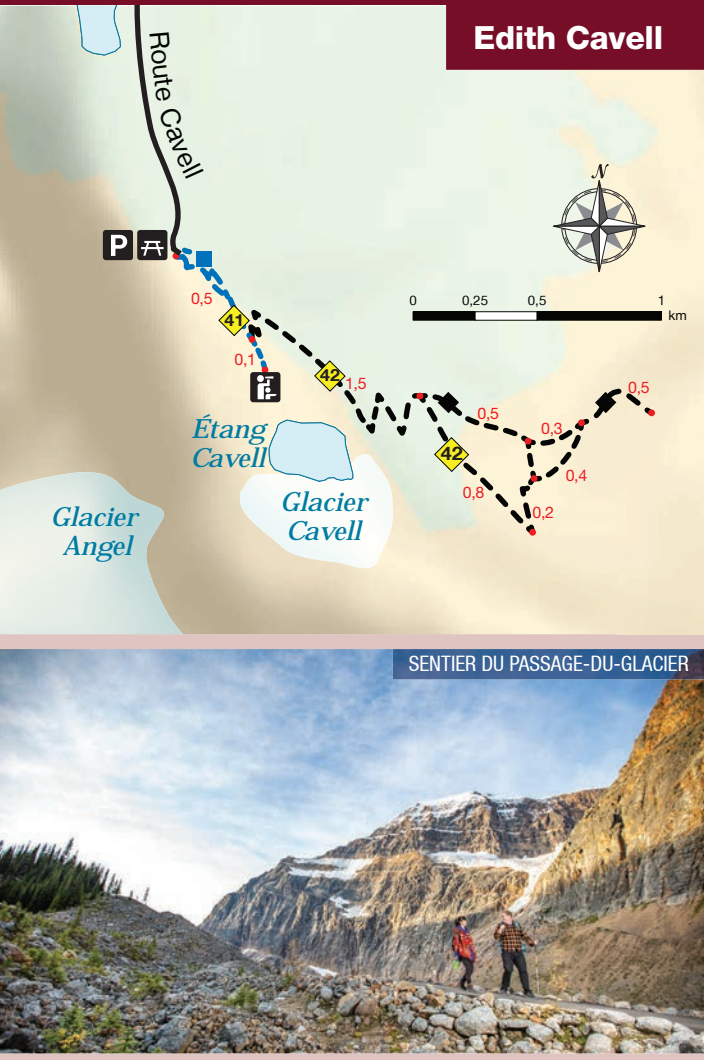 Edith Cavell
Route Cavell
N
P
0 0,25 0,5 1
km
0,5
41
0,1
42
1,5
0,5
0,5
0,3
42
0,4
0,8
0,2
Étang
Cavell
Glacier
Cavell
Glacier
Angel
SENTIER DU PASSAGE-DU-GLACIER